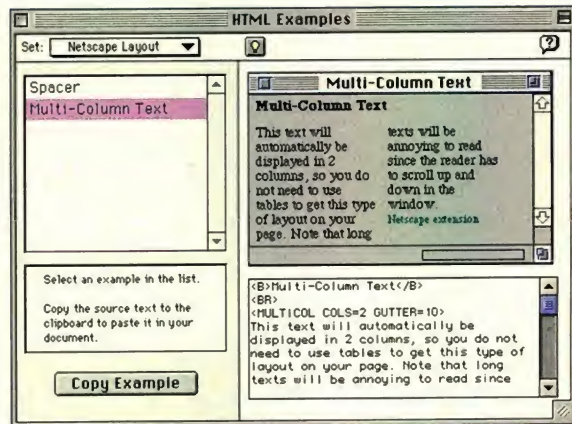 HTML Examples
Set: Netscape Layout
Spacer
Multi-Column Text
Select an example in the list.
Copy the source text to the
clipboard to paste it in your
document.
Copy Example
Multi-Column Text
Multi-Column Text
This text will
automatically be
displayed in 2
columns, so you do
not need to use
tables to get this type
of layout on your
page. Note that long
texts will be
annoying to read
since the reader has
to scroll up and
down in the
window.
Netscape extension
<B>Multi-Column Text</B>
<BR>
<MULTICOL COLS=2 GUTTER=10>
This text will automatically be
displayed in 2 columns, so you do not
need to use tables to get this type of
layout on your page. Note that long
texts will be annoying to read since